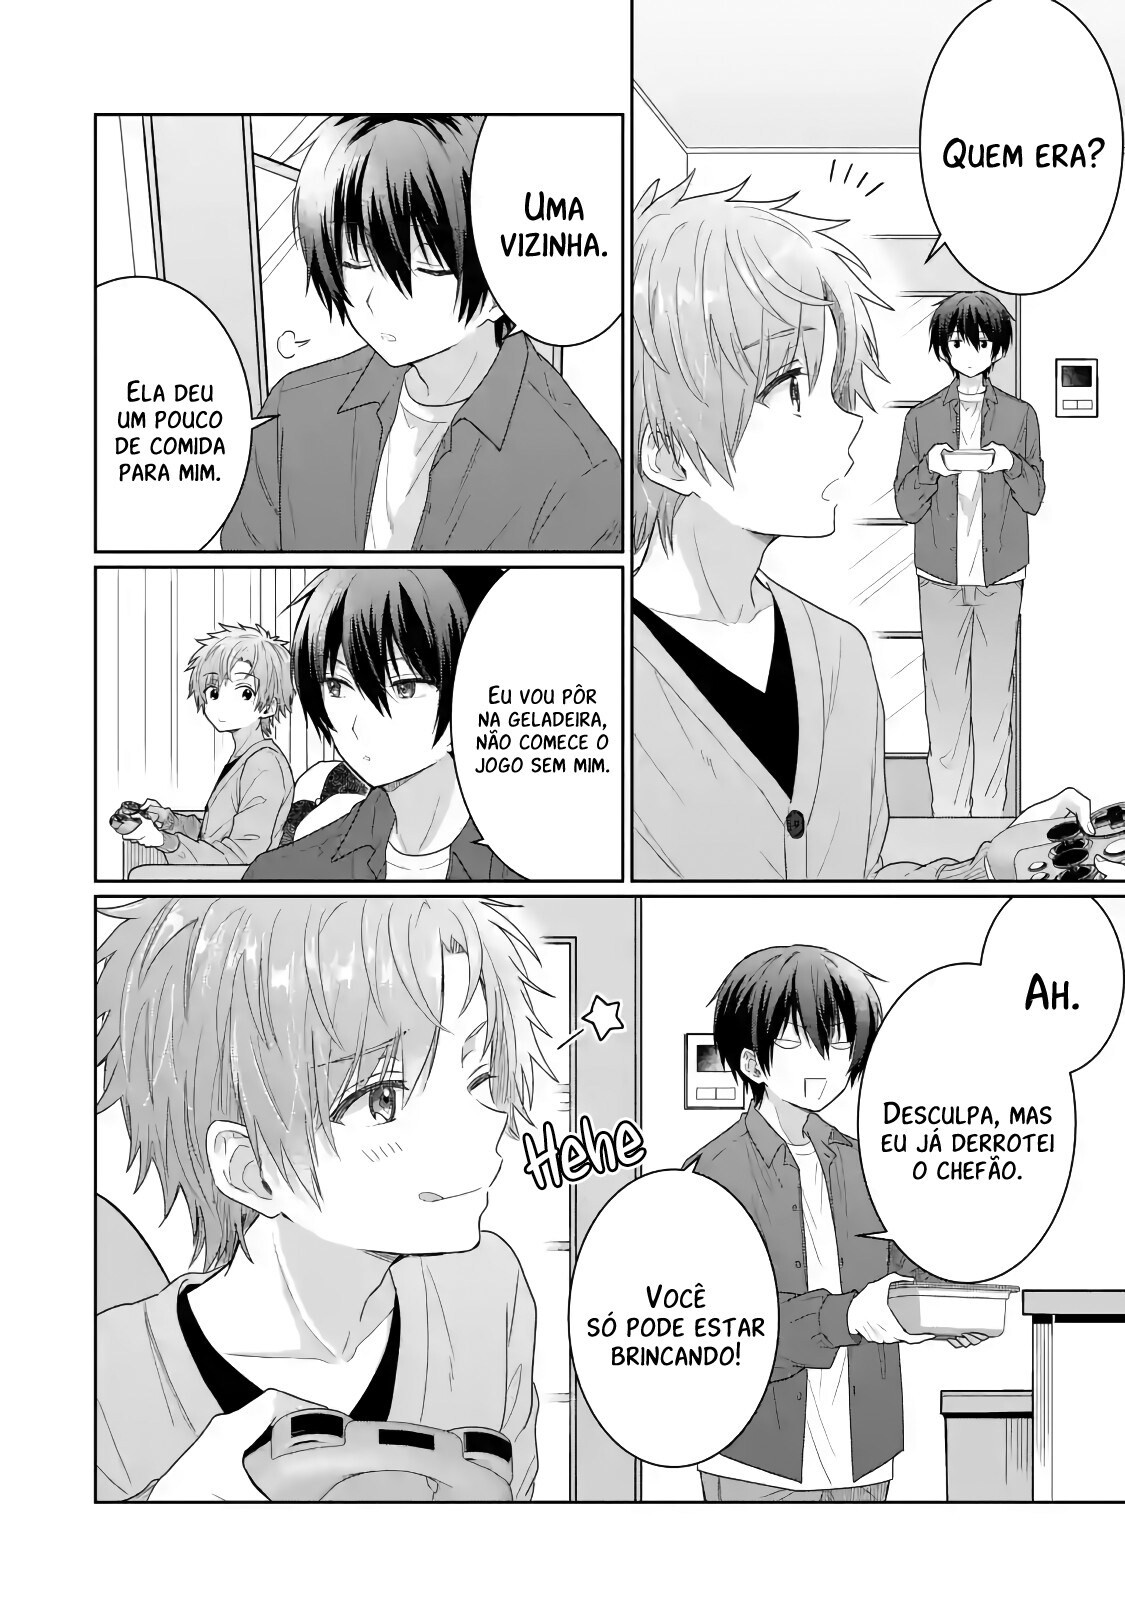 QUEM ERA?
UMA
VIZINHA.
ELA DEU
UM POUCO
DE COMIDA
PARA MIM.
EU VOU PÔR
NA GELADEIRA,
NÃO COMECE O
JOGO SEM MIM.
AH.
DESCULPA, MAS
EU JÁ DERROTEI
O CHEFÃO.
Hehe
VOCÊ
SÓ PODE ESTAR
BRINCANDO!